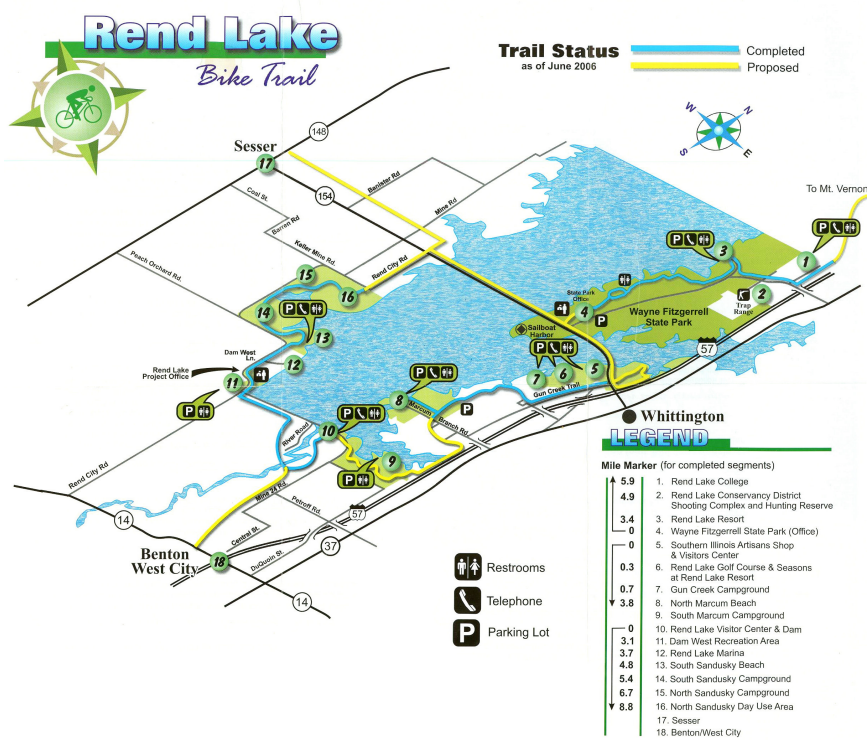 Rend Lake
Bike Trail
Trail Status
as of June 2006
Completed
Proposed
W
N
S
E
148
Sesser
17
154
Coal St.
Barren Rd
Banister Rd
Mine Rd
Keller Mine Rd.
Rend City Rd
Peach Orchard Rd.
To Mt. Vernon
P
3
P
1
2
Trap
Range
State Park
Office
4
P
Wayne Fitzgerrell
State Park
Sailboat
Harbor
57
15
14
16
P
13
Dam West
Ln.
12
Rend Lake
Project Office
11
P
P
7
6
5
Gun Creek Trail
P
8
Marcum
Branch Rd
P
Whittington
P
10
River Road
9
P
Rend City Rd
Mine 24 Rd
Petroff Rd.
57
14
Central St.
DuQuoin St.
37
Benton
West City
18
14
Restrooms
Telephone
P Parking Lot
LEGEND
Mile Marker (for completed segments)
5.9 1. Rend Lake College
4.9 2. Rend Lake Conservancy District
Shooting Complex and Hunting Reserve
3.4 3. Rend Lake Resort
0 4. Wayne Fitzgerrell State Park (Office)
0 5. Southern Illinois Artisans Shop
& Visitors Center
0.3 6. Rend Lake Golf Course & Seasons
at Rend Lake Resort
0.7 7. Gun Creek Campground
3.8 8. North Marcum Beach
9. South Marcum Campground
0 10. Rend Lake Visitor Center & Dam
3.1 11. Dam West Recreation Area
3.7 12. Rend Lake Marina
4.8 13. South Sandusky Beach
5.4 14. South Sandusky Campground
6.7 15. North Sandusky Campground
8.8 16. North Sandusky Day Use Area
17. Sesser
18. Benton/West City